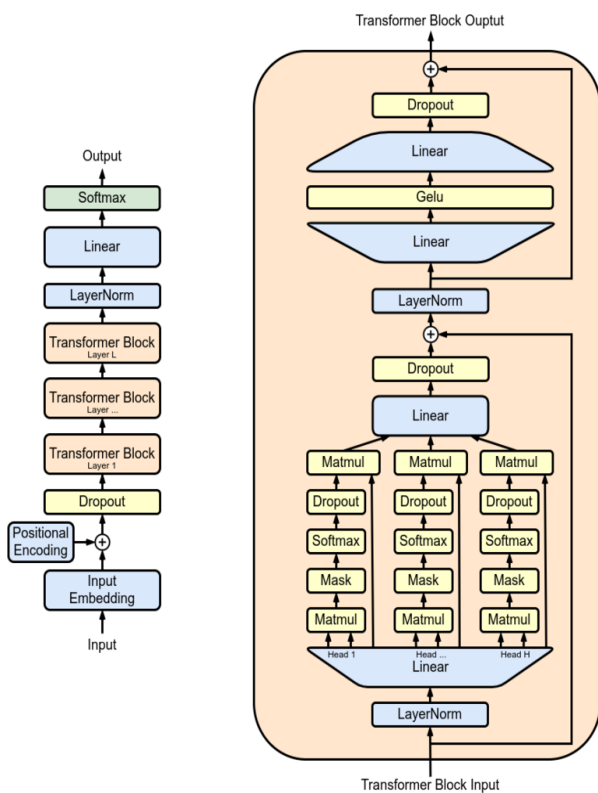 Output
Softmax
Linear
LayerNorm
Transformer Block
Layer L
Transformer Block
Layer ...
Transformer Block
Layer 1
Dropout
Positional
Encoding
+
Input
Embedding
Input
Transformer Block Ouptut
+
Dropout
Linear
Gelu
Linear
LayerNorm
+
Dropout
Linear
Matmul Matmul Matmul
Dropout Dropout Dropout
Softmax Softmax Softmax
Mask Mask Mask
Matmul Matmul Matmul
Head 1 Head ... Head H
Linear
LayerNorm
Transformer Block Input